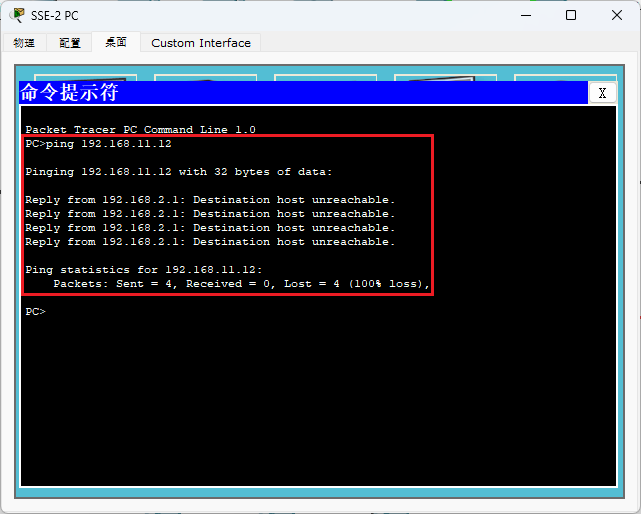 SSE-2 PC
物理 配置 桌面 Custom Interface
命令提示符 X
Packet Tracer PC Command Line 1.0
PC>ping 192.168.11.12
Pinging 192.168.11.12 with 32 bytes of data:
Reply from 192.168.2.1: Destination host unreachable.
Reply from 192.168.2.1: Destination host unreachable.
Reply from 192.168.2.1: Destination host unreachable.
Reply from 192.168.2.1: Destination host unreachable.
Ping statistics for 192.168.11.12:
Packets: Sent = 4, Received = 0, Lost = 4 (100% loss),
PC>